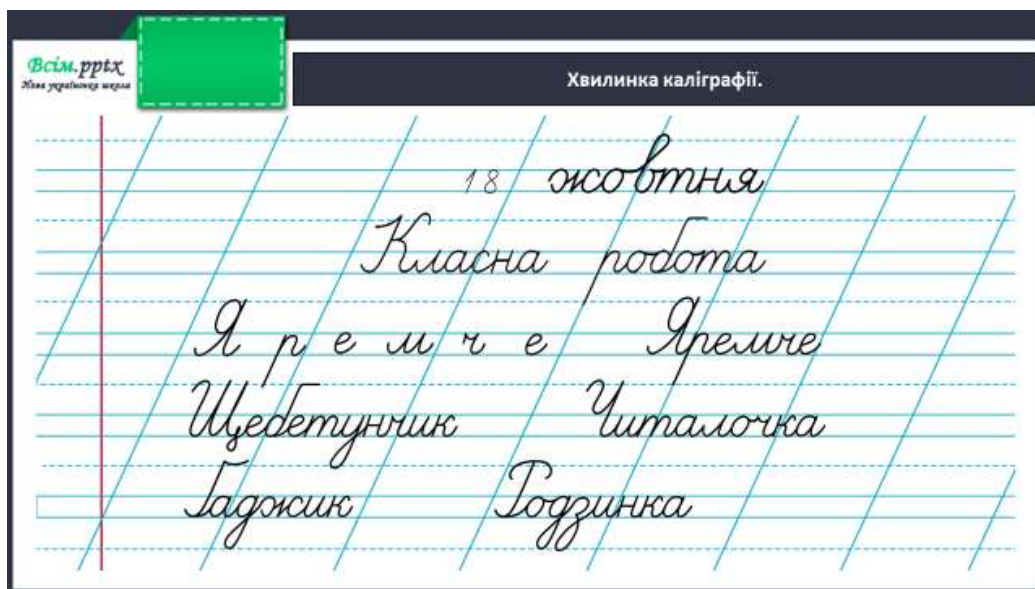 Всім.pptx
Нова українська школа
Хвилинка каліграфії.
18 жовтня
Класна робота
Я р е м ч е Яремче
Щебетунчик Читалочка
Гаджик Родзинка